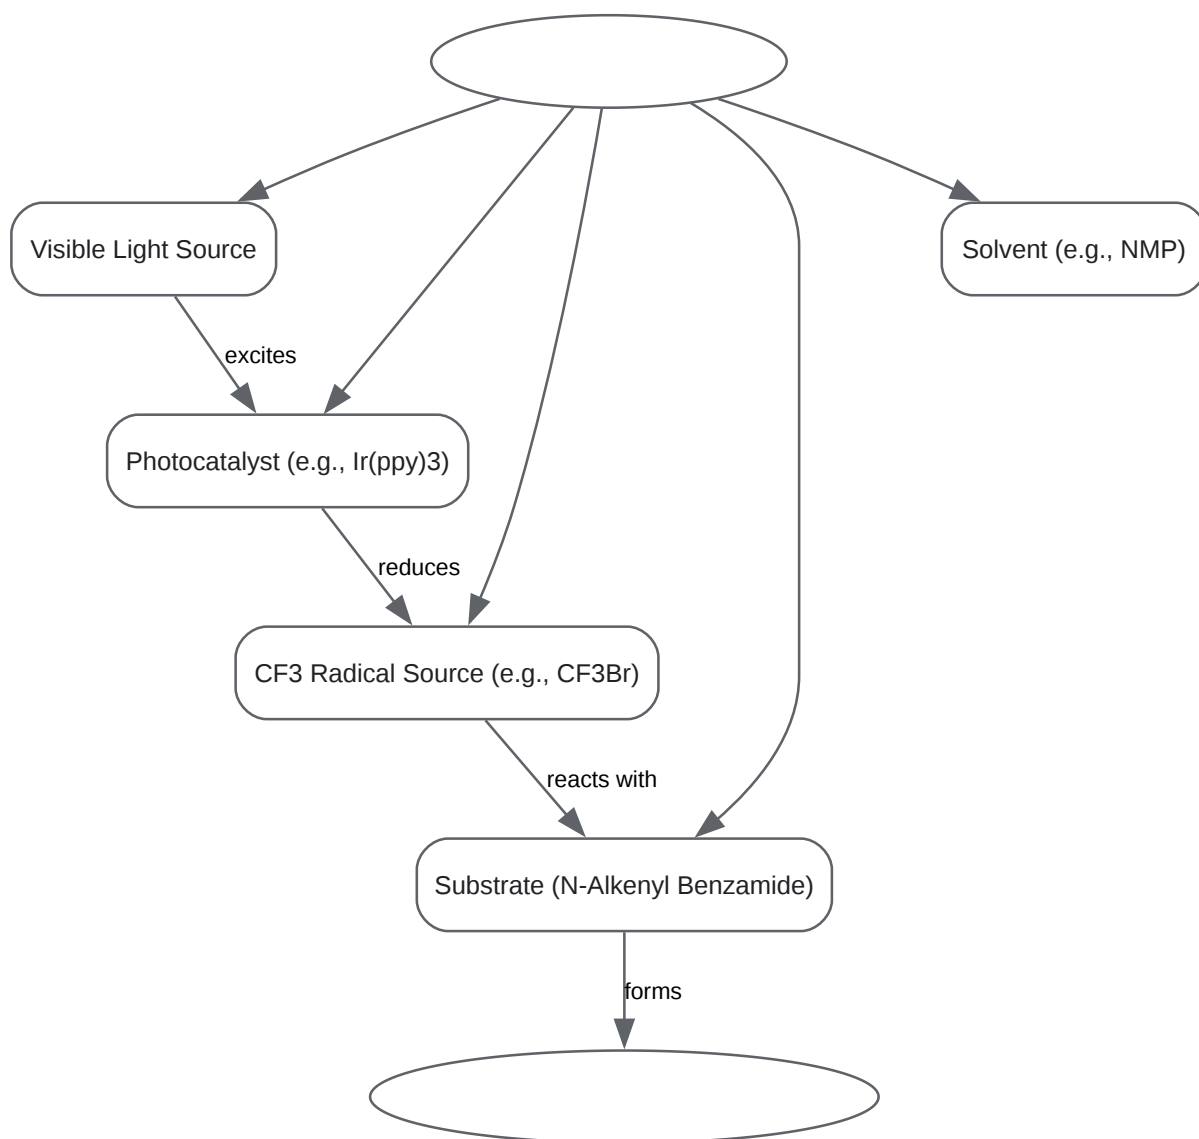 Visible Light Source
Solvent (e.g., NMP)
excites
Photocatalyst (e.g., Ir(ppy)3)
reduces
CF3 Radical Source (e.g., CF3Br)
reacts with
Substrate (N-Alkenyl Benzamide)
forms